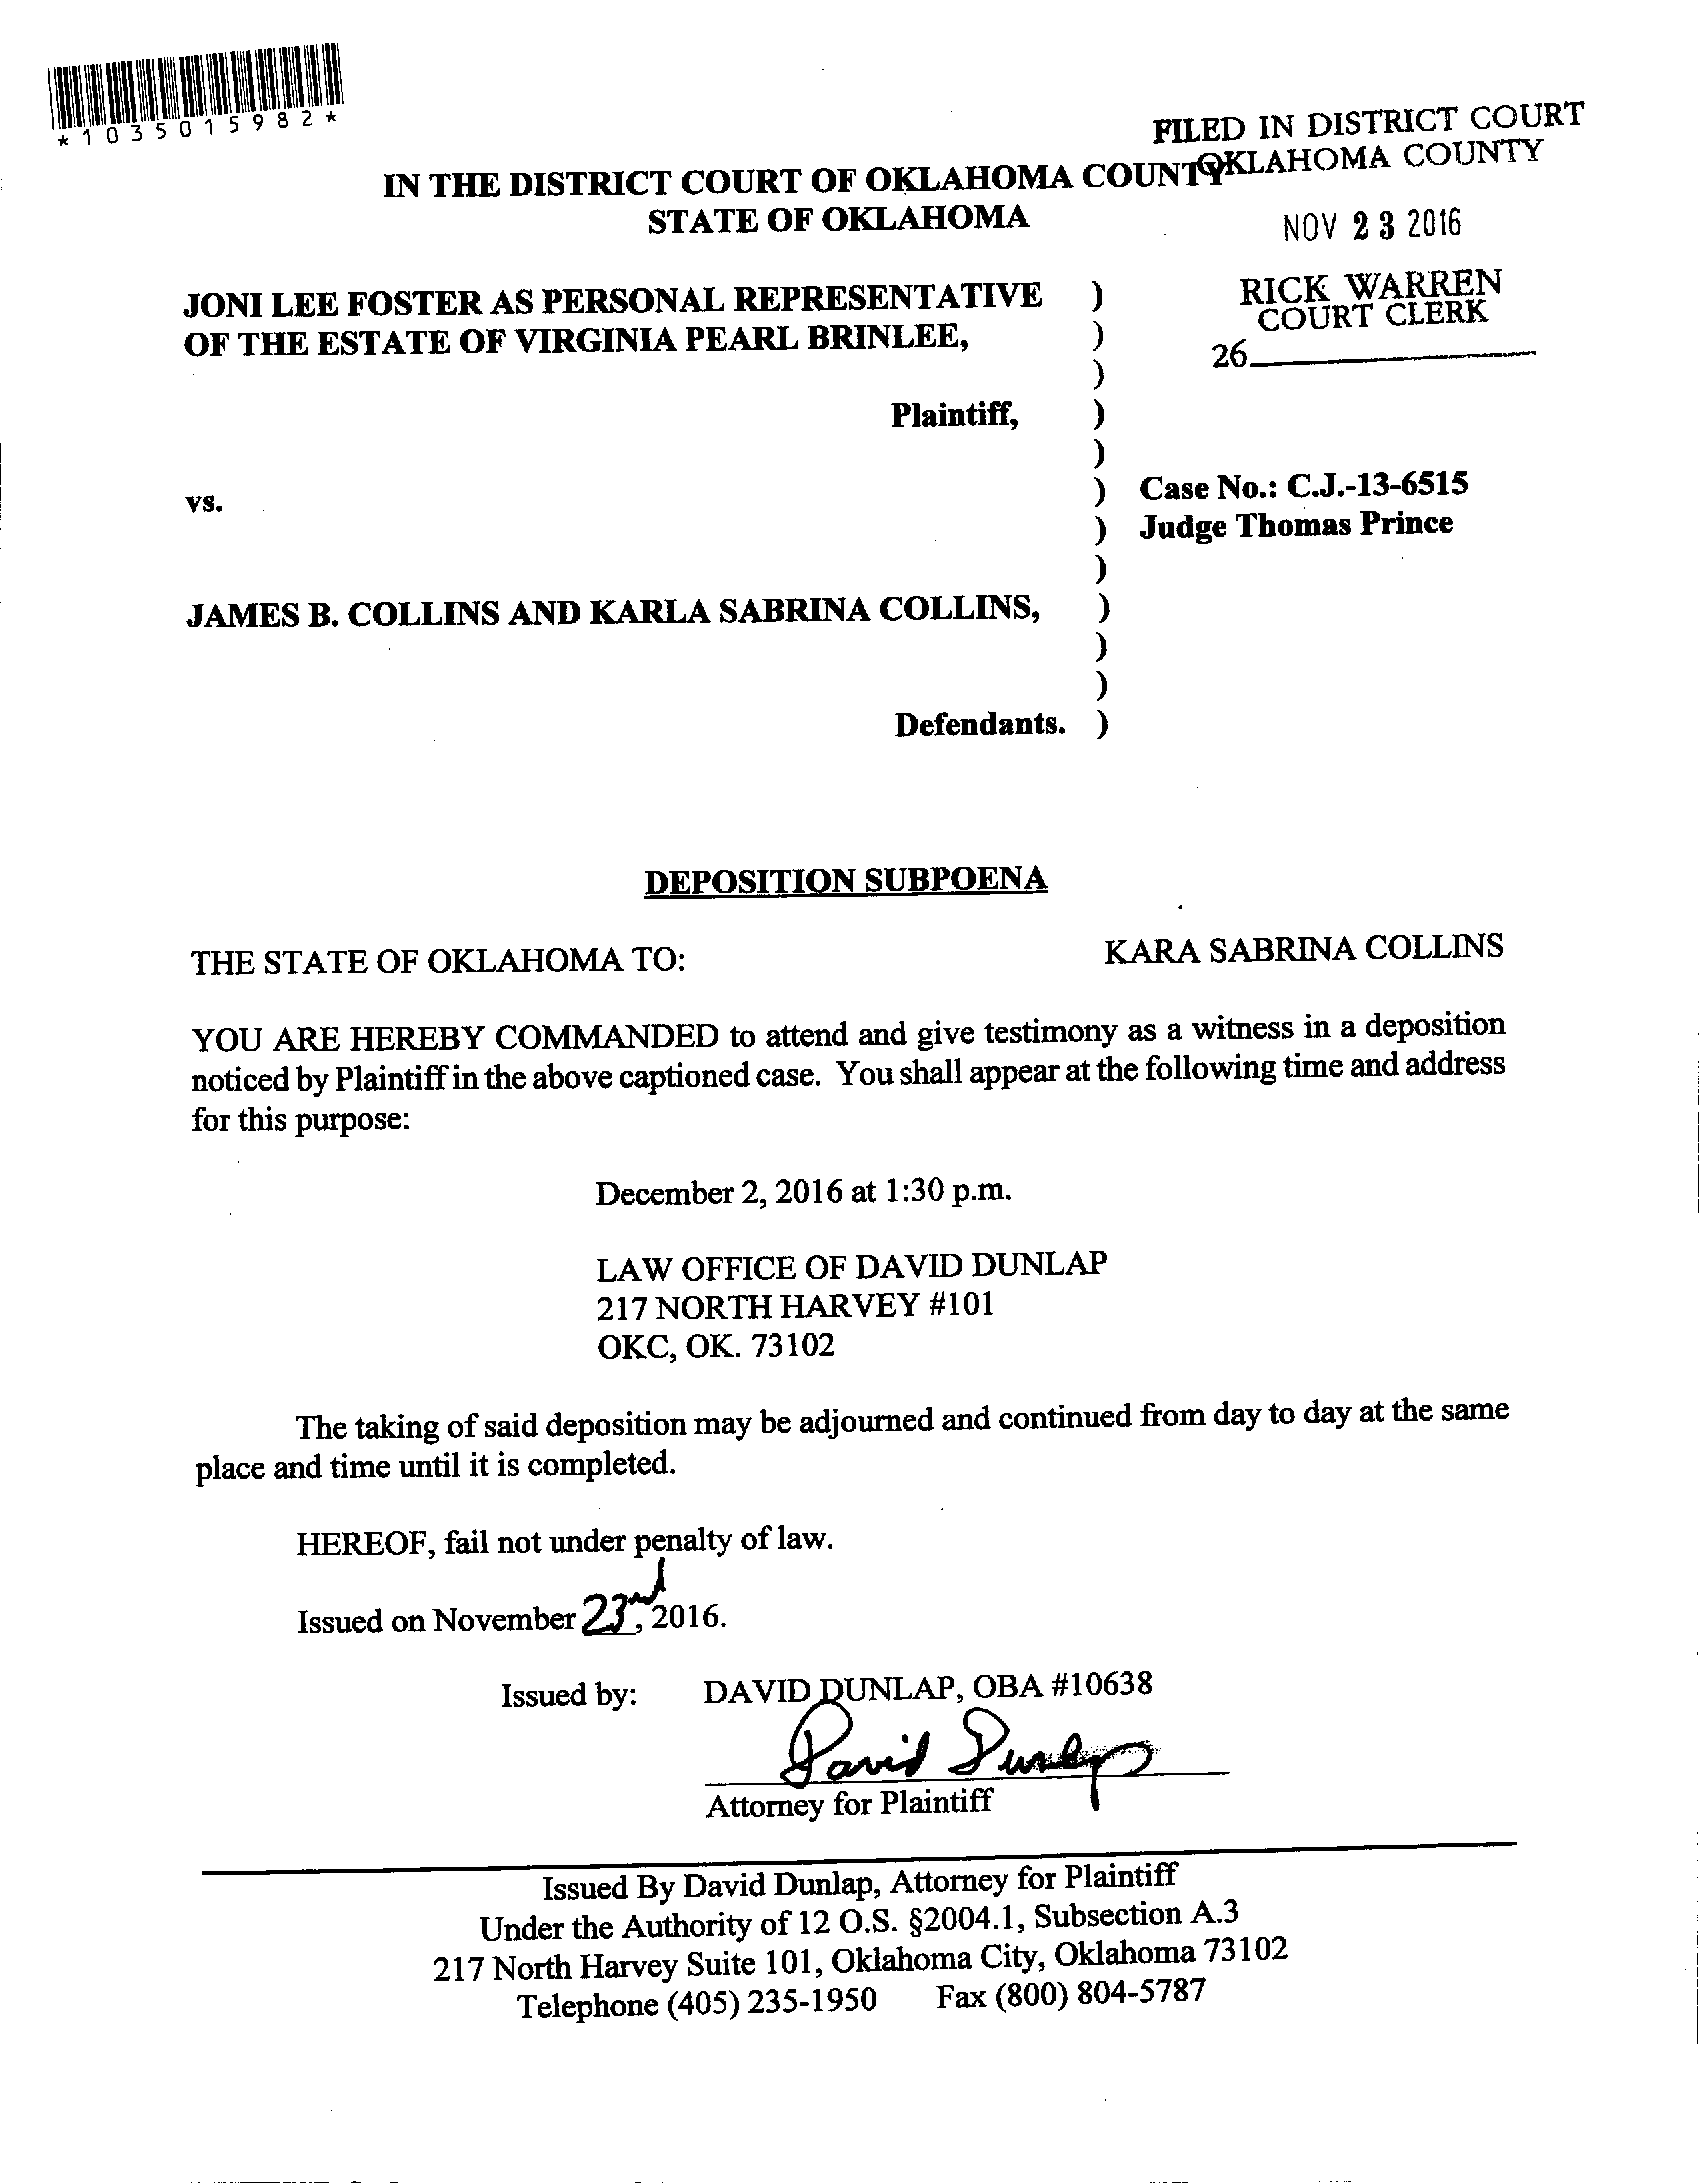 *1035015982*
FILED IN DISTRICT COURT
OKLAHOMA COUNTY
IN THE DISTRICT COURT OF OKLAHOMA COUNTY
STATE OF OKLAHOMA
NOV 23 2016
JONI LEE FOSTER AS PERSONAL REPRESENTATIVE )
RICK WARREN
COURT CLERK
OF THE ESTATE OF VIRGINIA PEARL BRINLEE, )
26
)
Plaintiff, )
)
vs. ) Case No.: C.J.-13-6515
) Judge Thomas Prince
)
JAMES B. COLLINS AND KARLA SABRINA COLLINS, )
)
)
Defendants. )
DEPOSITION SUBPOENA
THE STATE OF OKLAHOMA TO: KARA SABRINA COLLINS
YOU ARE HEREBY COMMANDED to attend and give testimony as a witness in a deposition
noticed by Plaintiff in the above captioned case. You shall appear at the following time and address
for this purpose:
December 2, 2016 at 1:30 p.m.
LAW OFFICE OF DAVID DUNLAP
217 NORTH HARVEY #101
OKC, OK. 73102
The taking of said deposition may be adjourned and continued from day to day at the same
place and time until it is completed.
HEREOF, fail not under penalty of law.
Issued on November 23nd, 2016.
Issued by: DAVID DUNLAP, OBA #10638
David Dunlap
Attorney for Plaintiff
Issued By David Dunlap, Attorney for Plaintiff
Under the Authority of 12 O.S. §2004.1, Subsection A.3
217 North Harvey Suite 101, Oklahoma City, Oklahoma 73102
Telephone (405) 235-1950 Fax (800) 804-5787